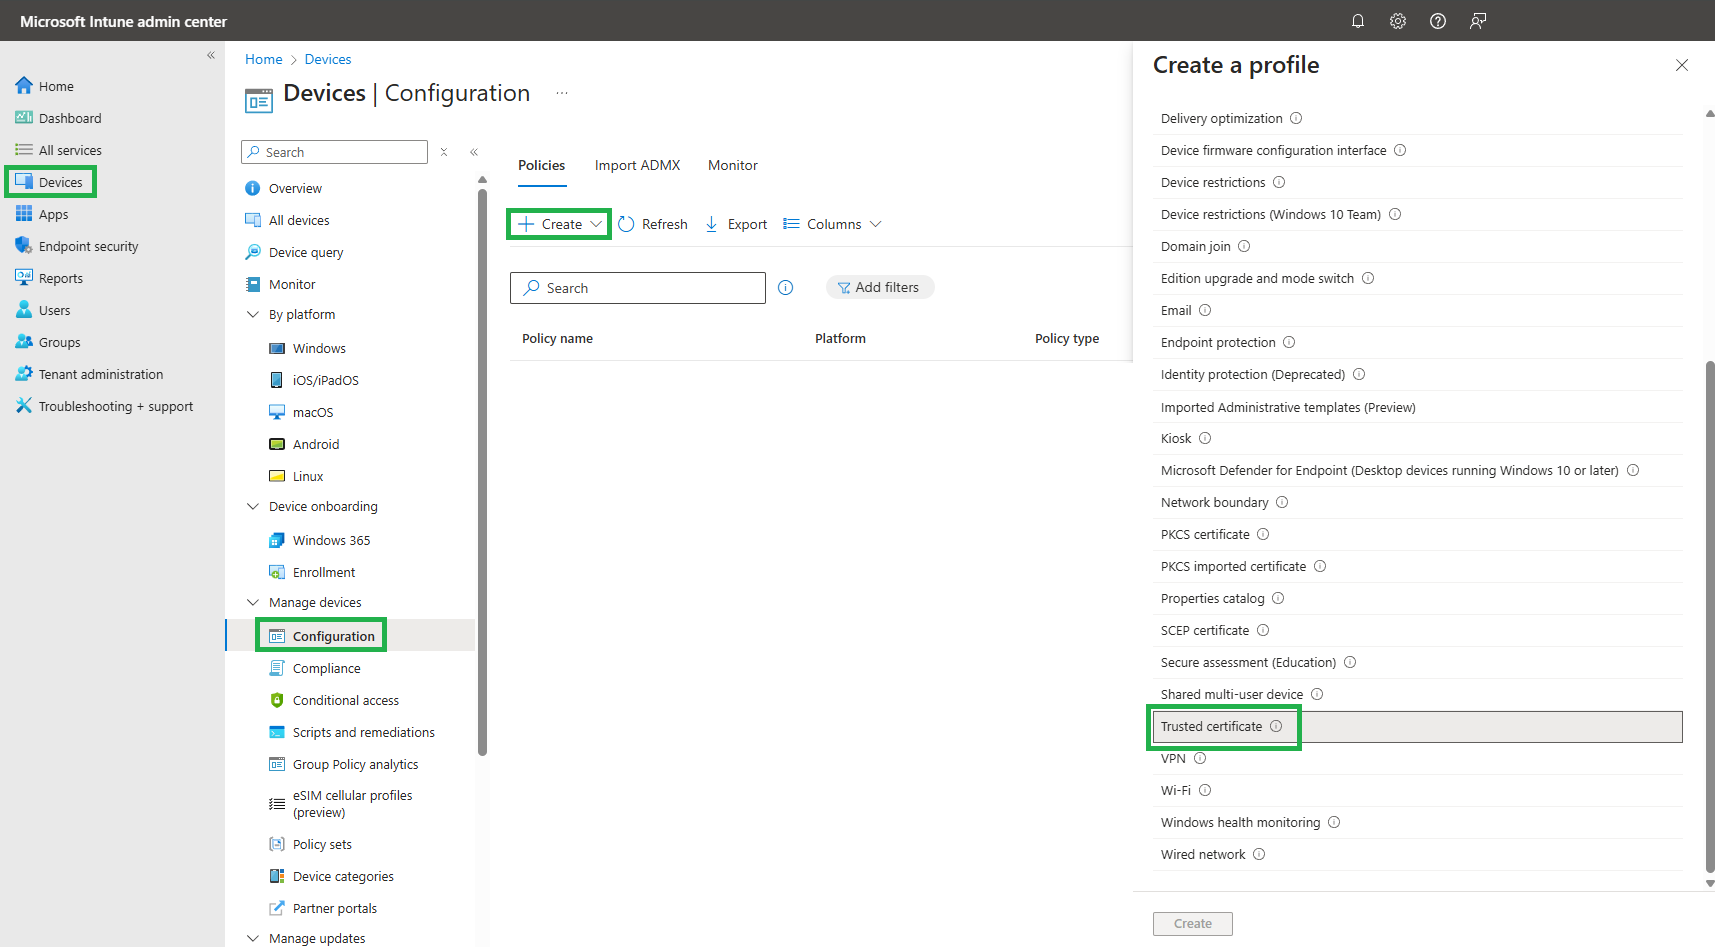 Microsoft Intune admin center
Home
Dashboard
All services
Devices
Apps
Endpoint security
Reports
Users
Groups
Tenant administration
Troubleshooting + support
Home > Devices
Devices | Configuration ...
Search
Overview
All devices
Device query
Monitor
By platform
Windows
iOS/iPadOS
macOS
Android
Linux
Device onboarding
Windows 365
Enrollment
Manage devices
Configuration
Compliance
Conditional access
Scripts and remediations
Group Policy analytics
eSIM cellular profiles
(preview)
Policy sets
Device categories
Partner portals
Manage updates
Policies Import ADMX Monitor
Create Refresh Export Columns
Search Add filters
Policy name Platform Policy type
Create a profile
Delivery optimization
Device firmware configuration interface
Device restrictions
Device restrictions (Windows 10 Team)
Domain join
Edition upgrade and mode switch
Email
Endpoint protection
Identity protection (Deprecated)
Imported Administrative templates (Preview)
Kiosk
Microsoft Defender for Endpoint (Desktop devices running Windows 10 or later)
Network boundary
PKCS certificate
PKCS imported certificate
Properties catalog
SCEP certificate
Secure assessment (Education)
Shared multi-user device
Trusted certificate
VPN
Wi-Fi
Windows health monitoring
Wired network
Create